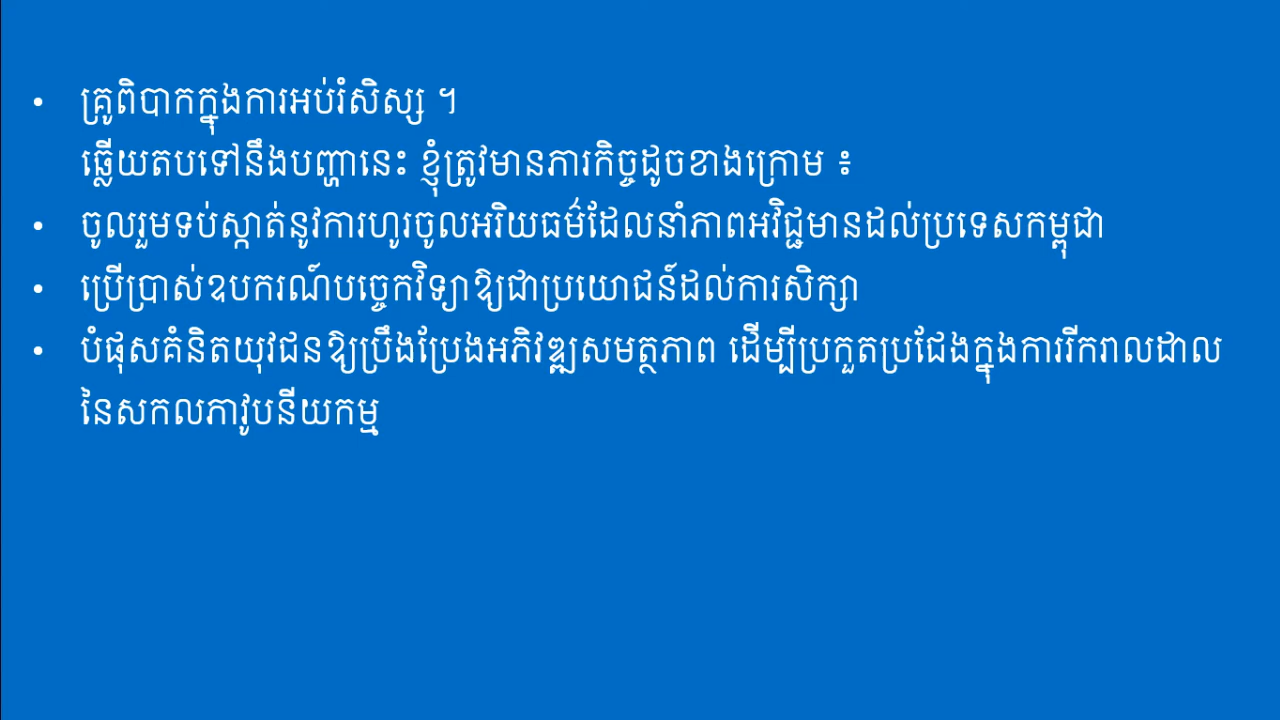 • គ្រូពិបាកក្នុងការអប់រំសិស្ស ។
ឆ្លើយតបទៅនឹងបញ្ហានេះ ខ្ញុំត្រូវមានភារកិច្ចដូចខាងក្រោម ៖
• ចូលរួមទប់ស្កាត់នូវការហូរចូលអរិយធម៌ដែលនាំភាពអវិជ្ជមានដល់ប្រទេសកម្ពុជា
• ប្រើប្រាស់ឧបករណ៍បច្ចេកវិទ្យាឱ្យជាប្រយោជន៍ដល់ការសិក្សា
• បំផុសគំនិតយុវជនឱ្យប្រឹងប្រែងអភិវឌ្ឍសមត្ថភាព ដើម្បីប្រកួតប្រជែងក្នុងការរីករាលដាល
នៃសកលភាវូបនីយកម្ម